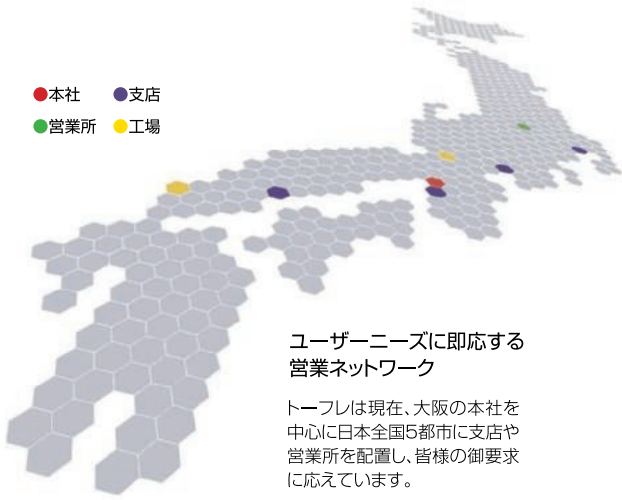 ●本社 ●支店
●営業所 ●工場
ユーザーニーズに即応する
営業ネットワーク
トーフレは現在、大阪の本社を
中心に日本全国5都市に支店や
営業所を配置し、皆様の御要求
に応えています。